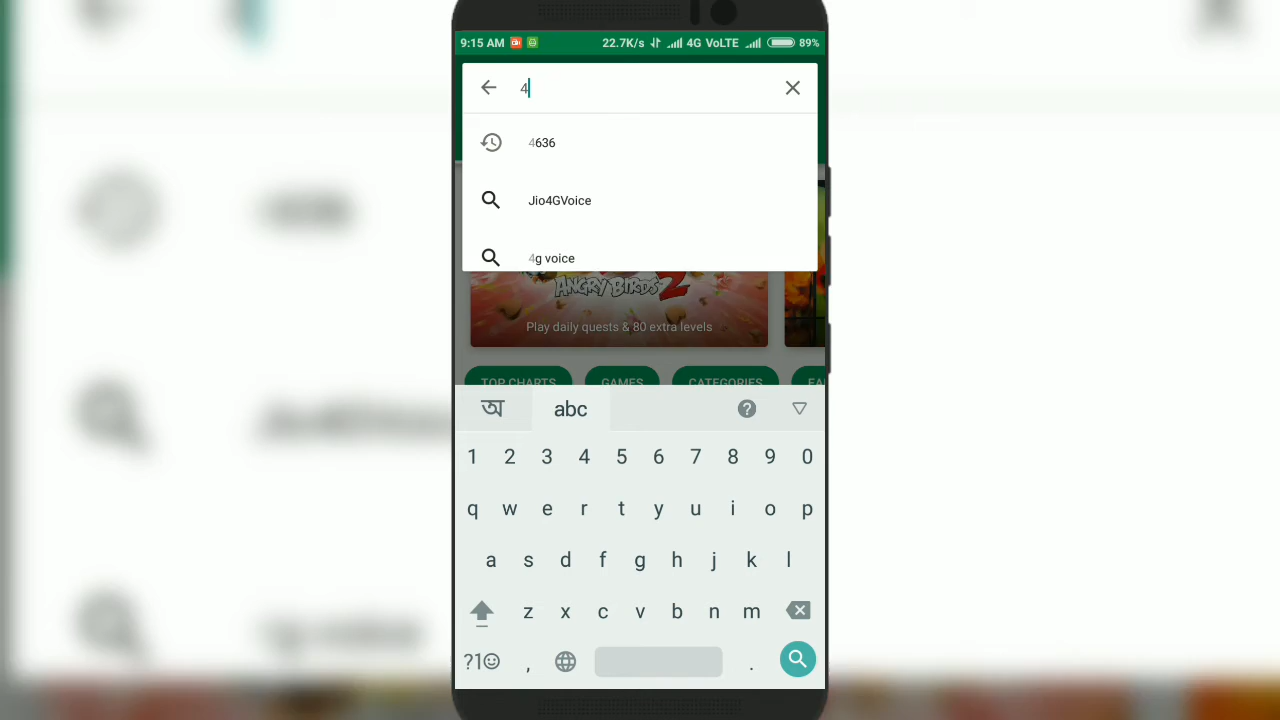 9:15 AM 22.7K/s 4G VoLTE 89%
4
4636
Jio4GVoice
4g voice
ANGRY BIRDS 2
Play daily quests & 80 extra levels
TOP CHARTS GAMES CATEGORIES
অ abc
1 2 3 4 5 6 7 8 9 0
q w e r t y u i o p
a s d f g h j k l
z x c v b n m
?1☺ , .